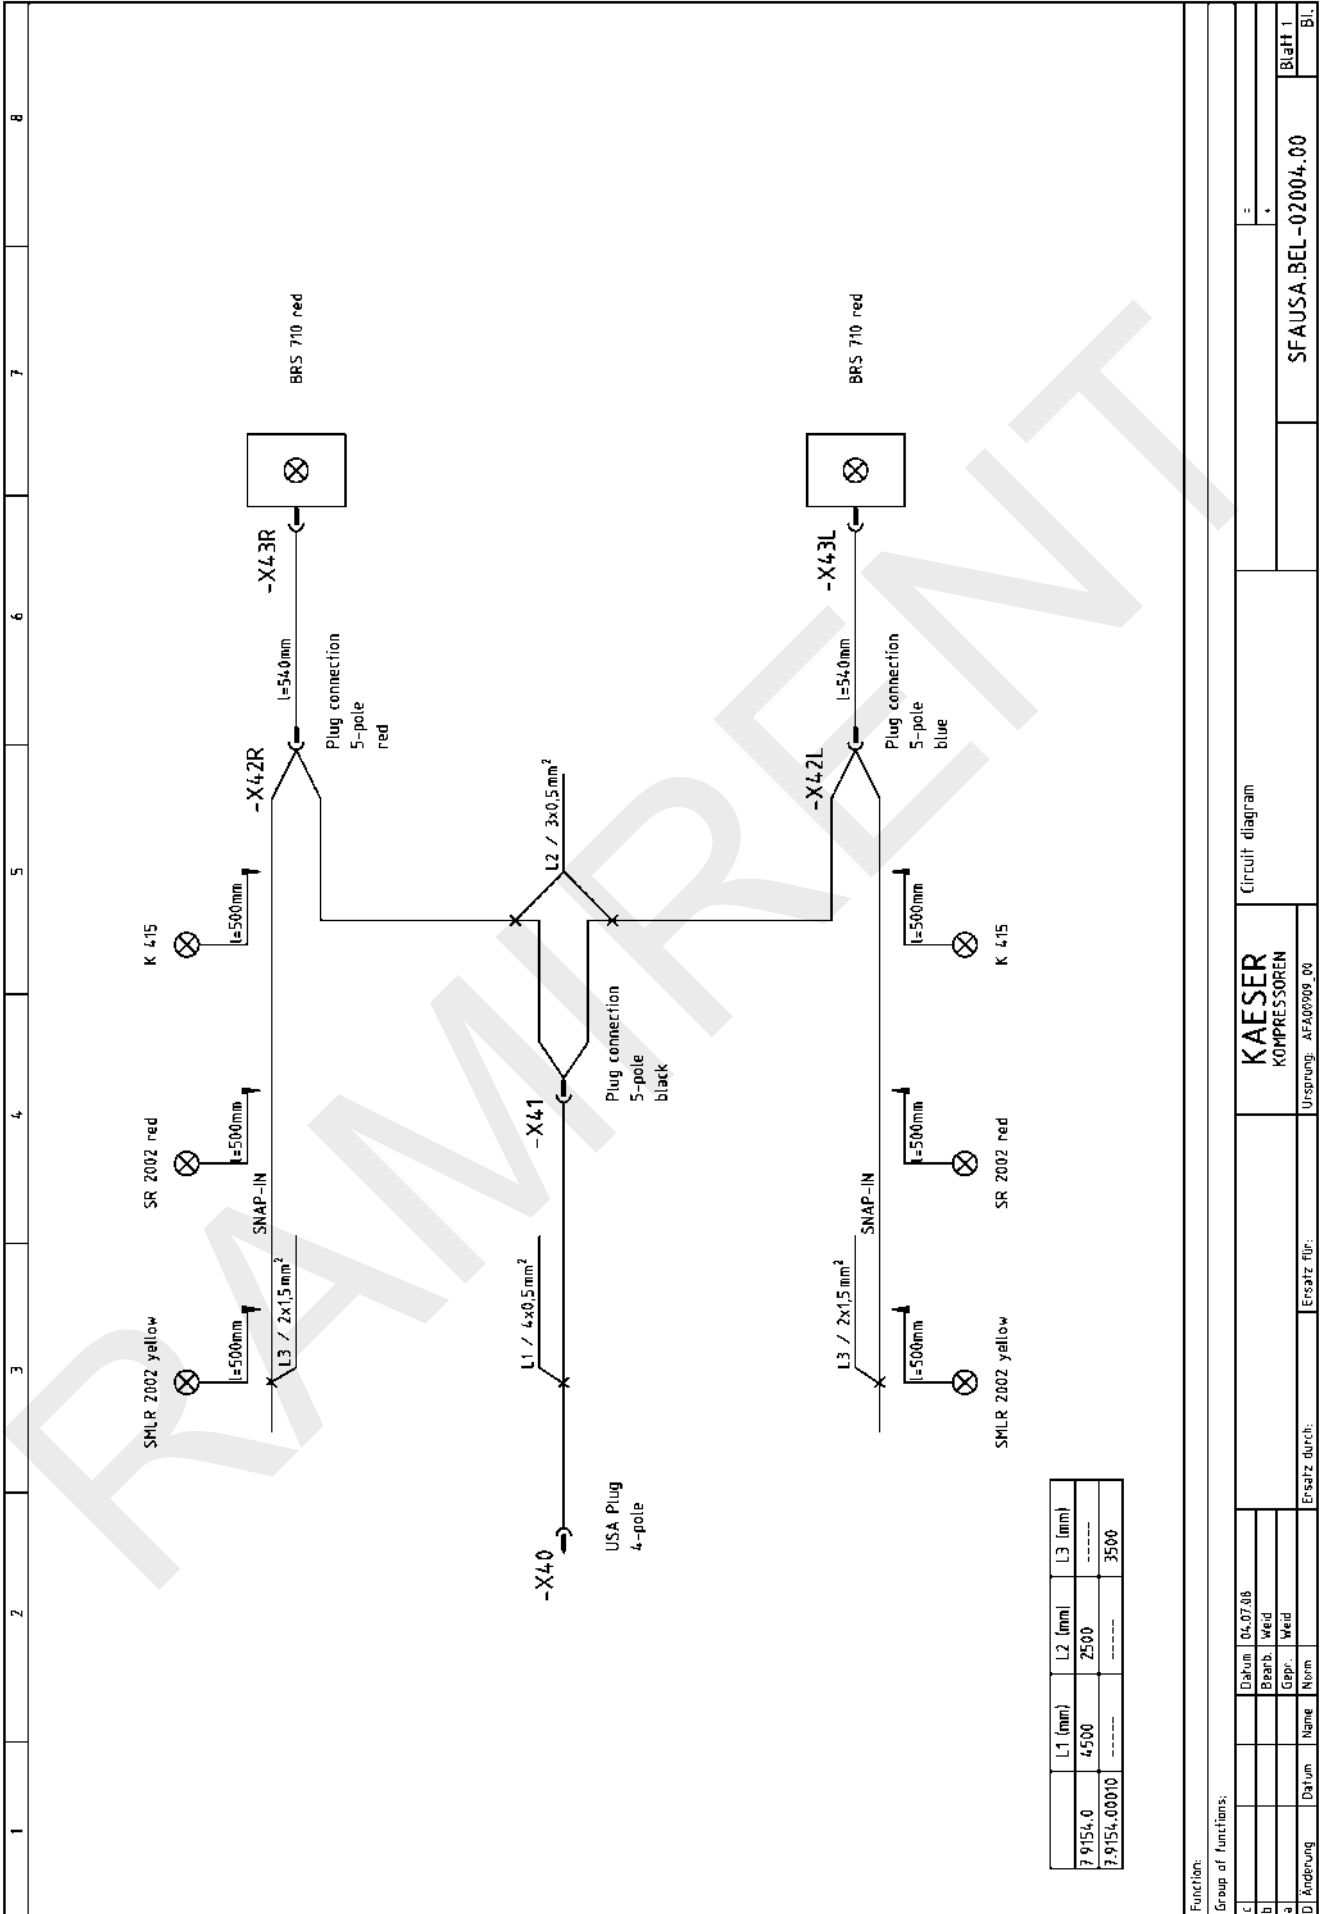 1 2 3 4 5 6 7 8
SMLR 2002 yellow
l=500mm
SR 2002 red
l=500mm
K 415
l=500mm
L3 / 2x1,5mm²
SNAP-IN
-X42R
Plug connection
5-pole
red
l=540mm
-X43R
BRS 710 red
-X40
USA Plug
4-pole
L1 / 4x0,5mm²
-X41
Plug connection
5-pole
black
L2 / 3x0,5mm²
-X42L
Plug connection
5-pole
blue
l=540mm
-X43L
BRS 710 red
L3 / 2x1,5mm²
SNAP-IN
l=500mm
SMLR 2002 yellow
l=500mm
SR 2002 red
l=500mm
K 415
L1 (mm) L2 (mm) L3 (mm)
7 9154.0 4500 2500 -----
7.9154.00010 ----- ----- 3500
RAMIRENT
Function:
Group of functions:
c Datum 04.07.08
b Bearb. Weid
a Gepr. Weid
D Änderung Datum Name Norm
Ersatz durch:
Ersatz für:
KAESER
KOMPRESSOREN
Ursprung: AFA00909_00
Circuit diagram
=
+
SFAUSA.BEL-02004.00
Blatt 1
Bl.